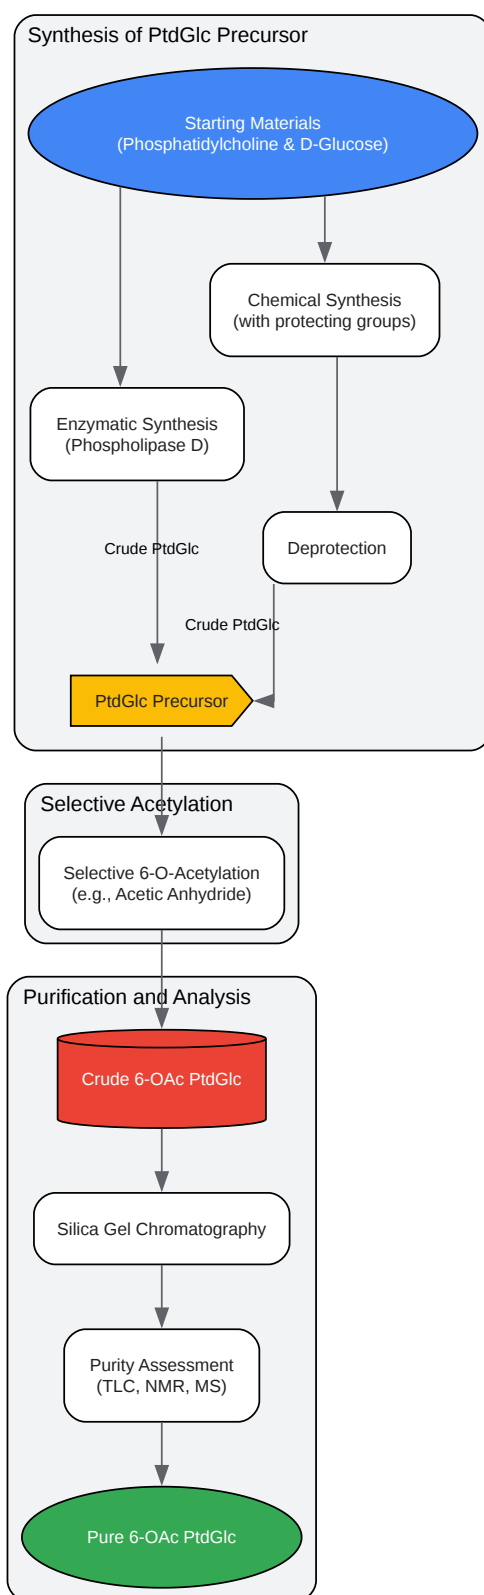 Synthesis of PtdGlc Precursor
Starting Materials
(Phosphatidylcholine & D-Glucose)
Chemical Synthesis
(with protecting groups)
Enzymatic Synthesis
(Phospholipase D)
Deprotection
Crude PtdGlc
Crude PtdGlc
PtdGlc Precursor
Selective Acetylation
Selective 6-O-Acetylation
(e.g., Acetic Anhydride)
Purification and Analysis
Crude 6-OAc PtdGlc
Silica Gel Chromatography
Purity Assessment
(TLC, NMR, MS)
Pure 6-OAc PtdGlc